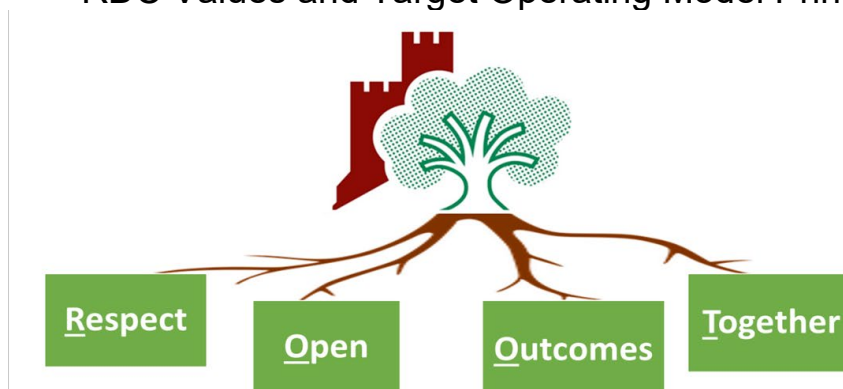 Values and Target Operating Model
Respect
Open
Outcomes
Together